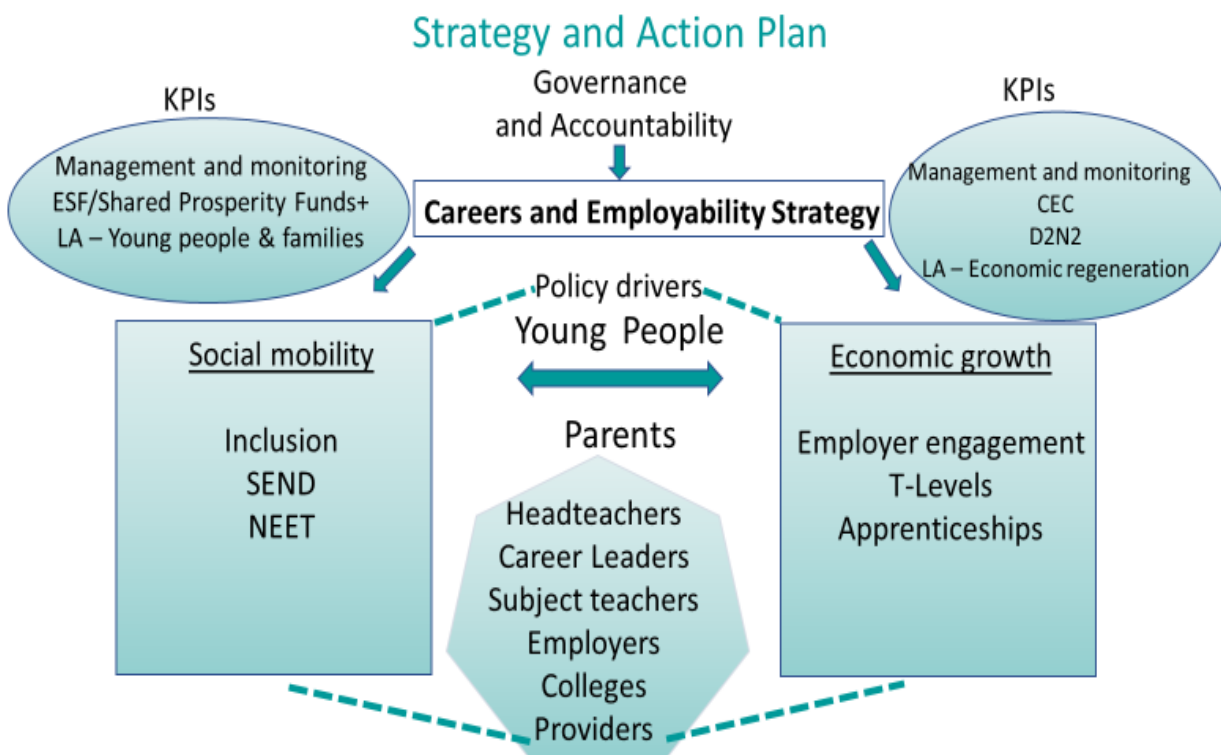 Strategy and Action Plan
KPIs
Management and monitoring
ESF/Shared Prosperity Funds+
LA – Young people & families
Governance
and Accountability
Careers and Employability Strategy
KPIs
Management and monitoring
CEC
D2N2
LA – Economic regeneration
Policy drivers
Young People
Parents
Social mobility
Inclusion
SEND
NEET
Headteachers
Career Leaders
Subject teachers
Employers
Colleges
Providers
Economic growth
Employer engagement
T-Levels
Apprenticeships